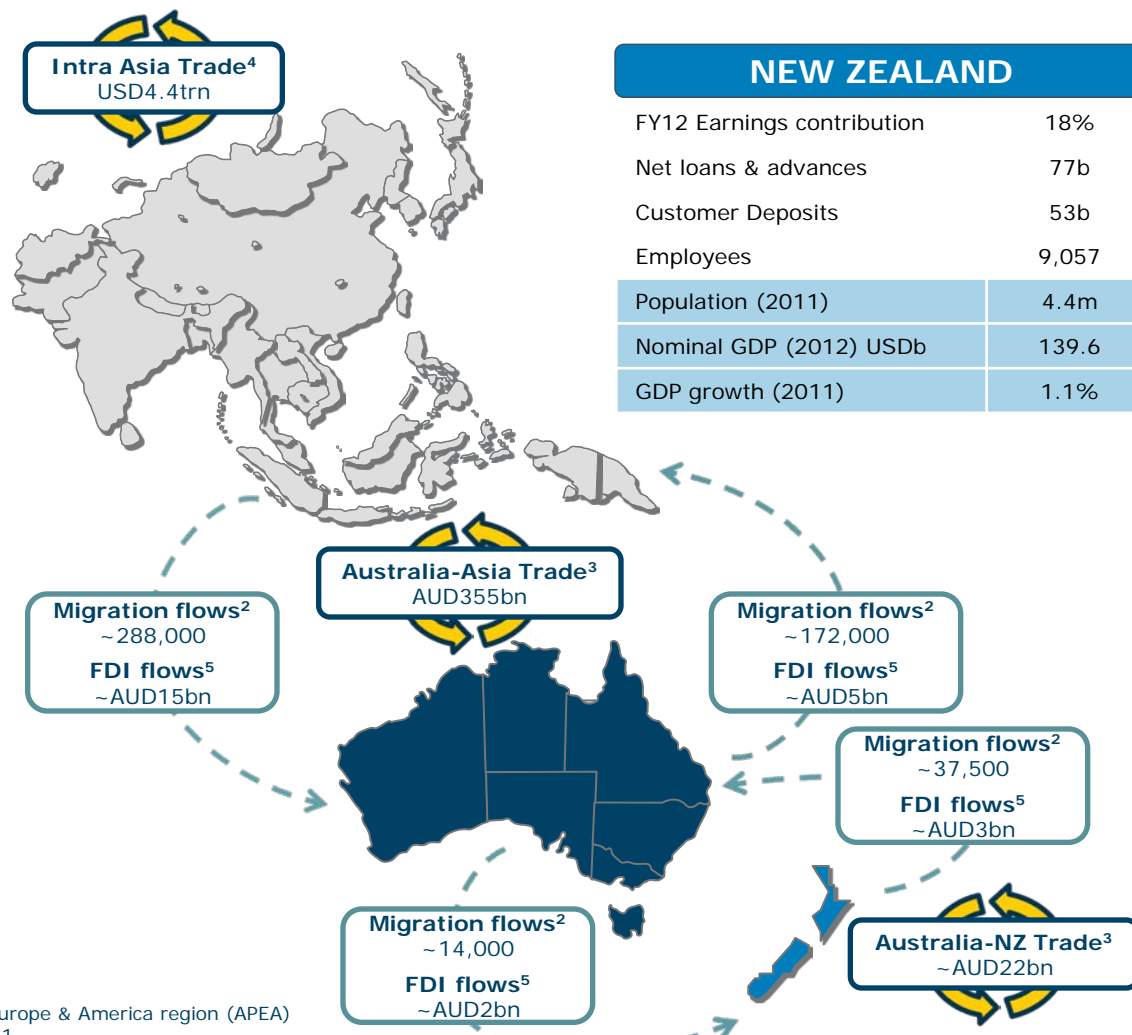 Intra Asia Trade⁴
USD4.4trn
NEW ZEALAND
FY12 Earnings contribution 18%
Net loans & advances 77b
Customer Deposits 53b
Employees 9,057
Population (2011) 4.4m
Nominal GDP (2012) USDb 139.6
GDP growth (2011) 1.1%
Australia-Asia Trade³
AUD355bn
Migration flows²
~288,000
FDI flows⁵
~AUD15bn
Migration flows²
~172,000
FDI flows⁵
~AUD5bn
Migration flows²
~37,500
FDI flows⁵
~AUD3bn
Migration flows²
~14,000
FDI flows⁵
~AUD2bn
Australia-NZ Trade³
~AUD22bn
urope & America region (APEA)